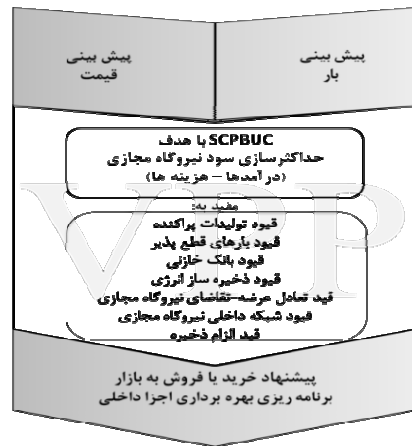 پیش بینی
بار
پیش بینی
قیمت
SCPBUC با هدف
حداکثرسازی سود نیروگاه مجازی
(درآمدها – هزینه ها)
مقید به:
قیود تولیدات پراکنده
قیود بارهای قطع پذیر
قیود بانک خازنی
قیود ذخیره ساز انرژی
قید تعادل عرضه-تقاضای نیروگاه مجازی
قیود شبکه داخلی نیروگاه مجازی
قید الزام ذخیره
VPP
پیشنهاد خرید یا فروش به بازار
برنامه ریزی بهره برداری اجزا داخلی